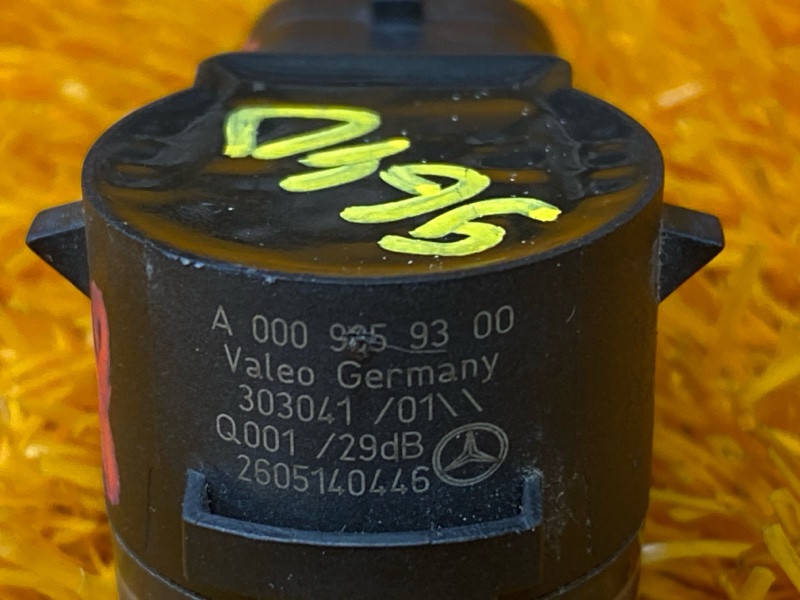 D195
A 000 905 93 00
Valeo Germany
303041 /01\\
Q001 /29dB
2605140446